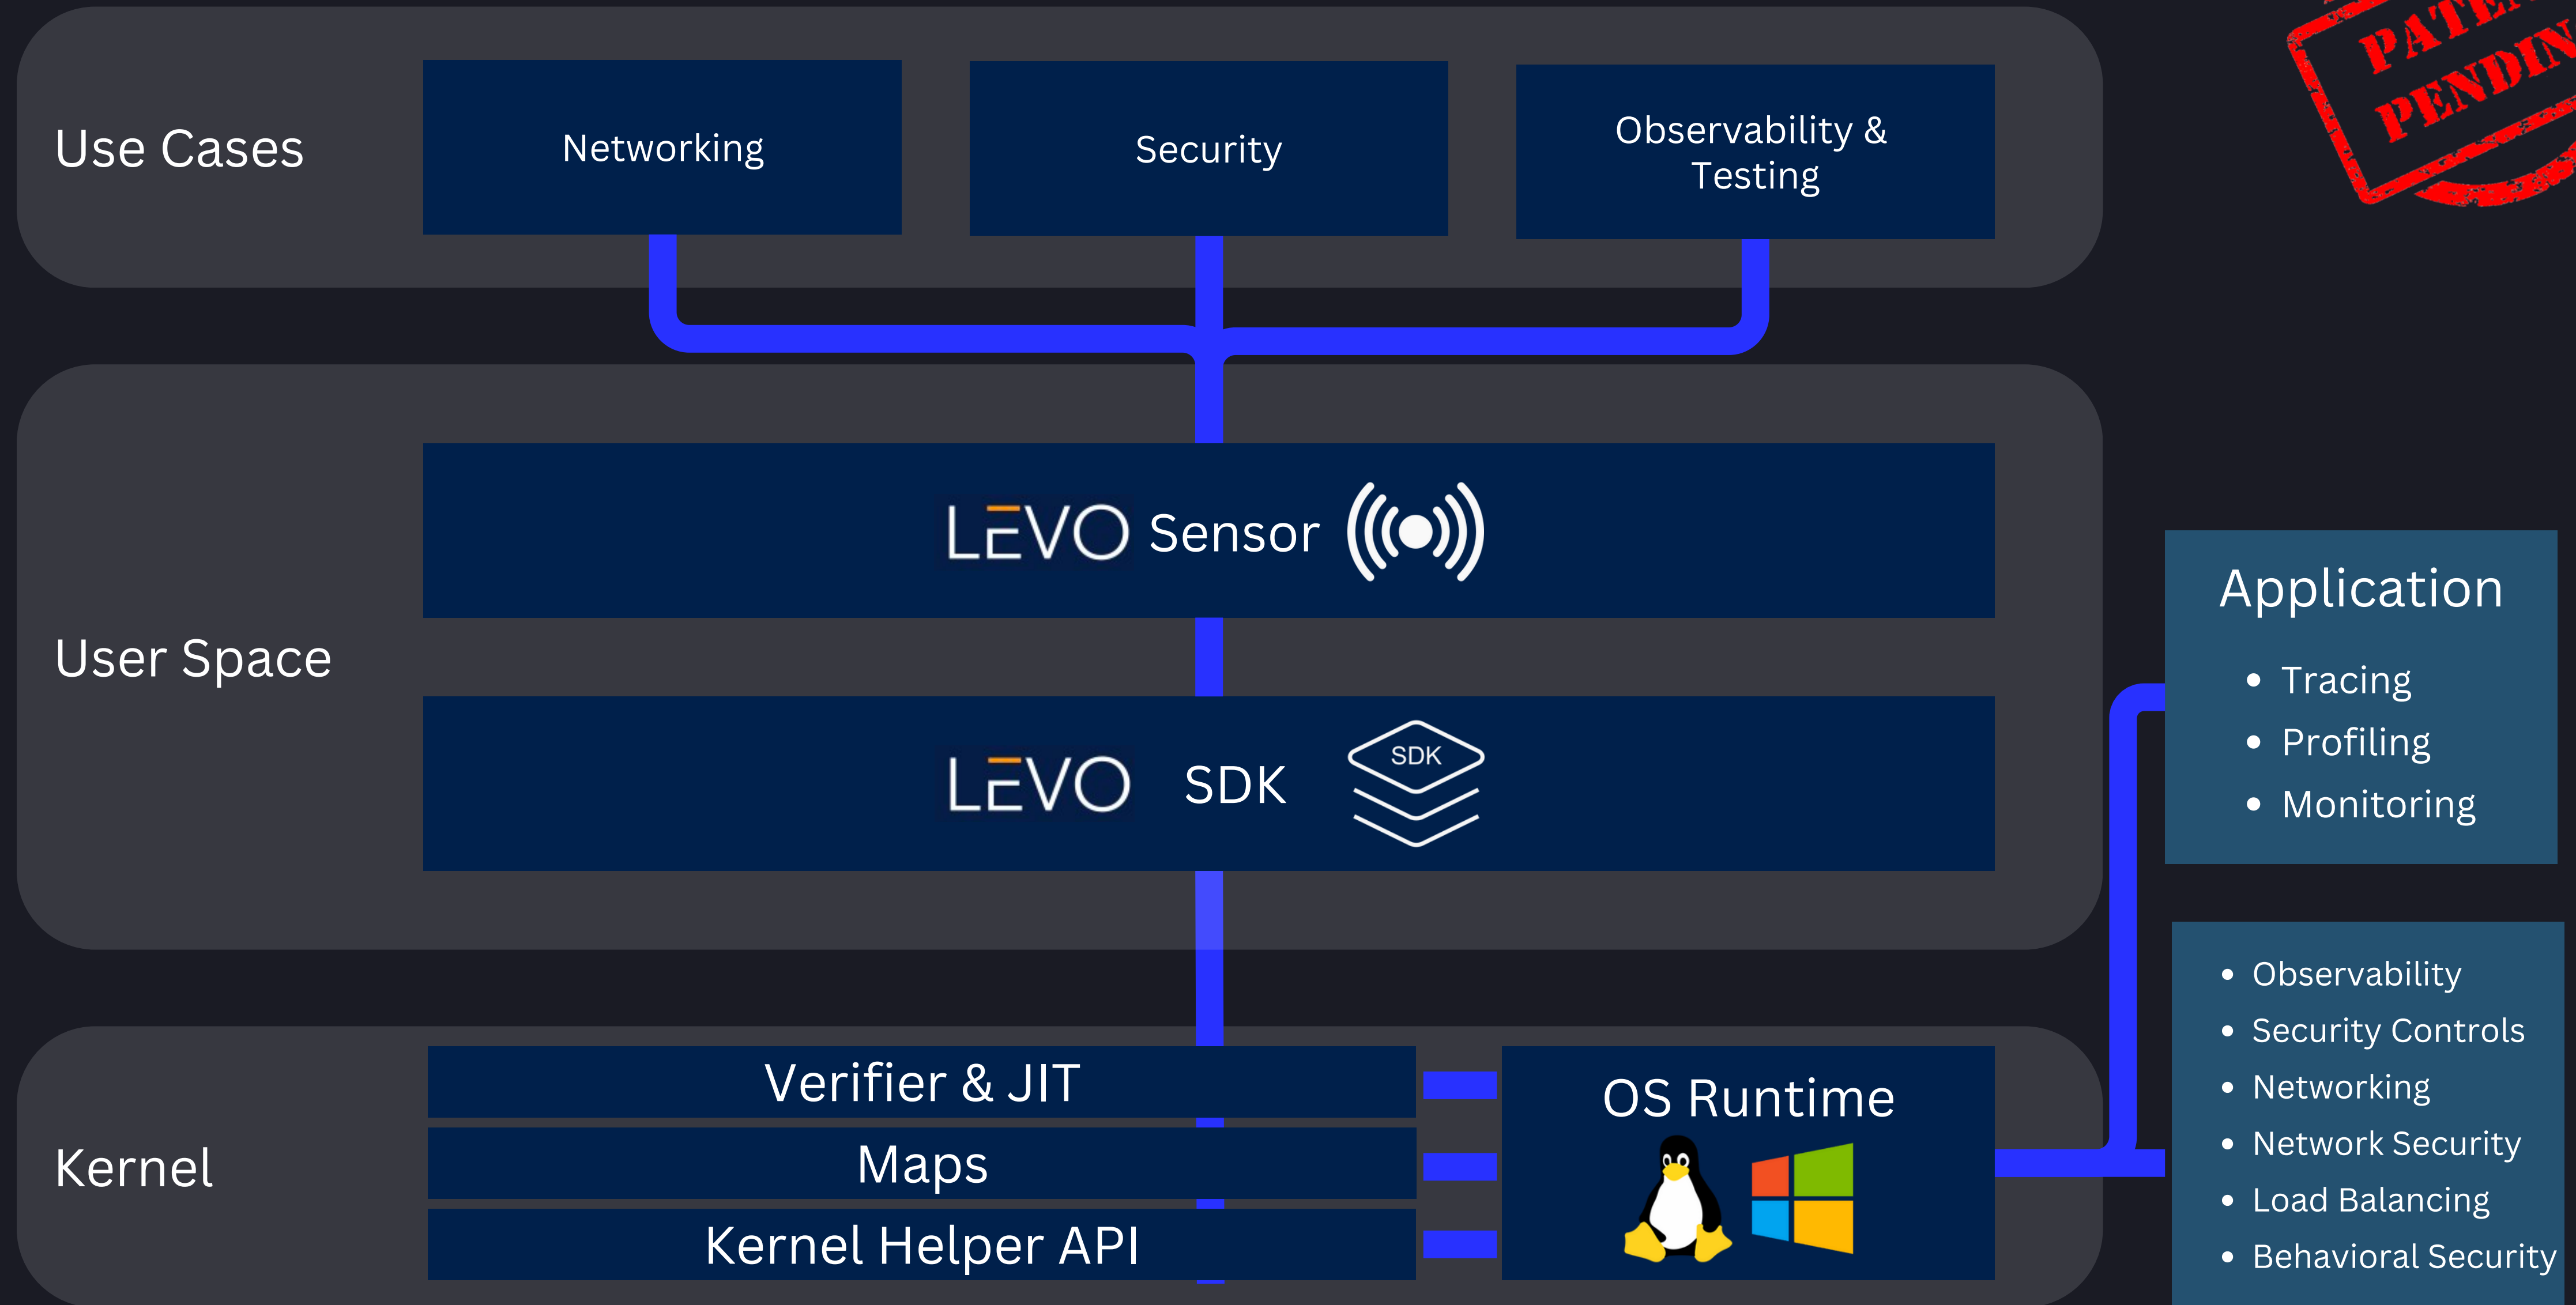 Use Cases
Networking
Security
Observability &
Testing
User Space
LEVO Sensor
LEVO SDK
SDK
Application
• Tracing
• Profiling
• Monitoring
Kernel
Verifier & JIT
Maps
Kernel Helper API
OS Runtime
• Observability
• Security Controls
• Networking
• Network Security
• Load Balancing
• Behavioral Security